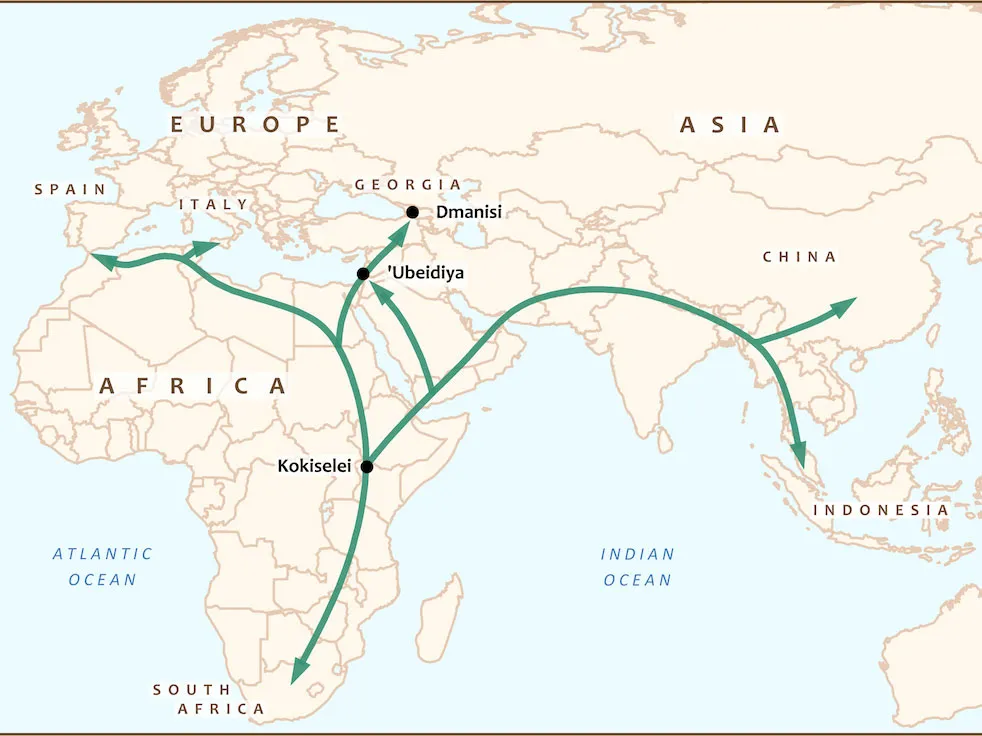 EUROPE
ASIA
SPAIN
GEORGIA
ITALY
Dmanisi
CHINA
'Ubeidiya
AFRICA
Kokiselei
INDONESIA
ATLANTIC
OCEAN
INDIAN
OCEAN
SOUTH
AFRICA